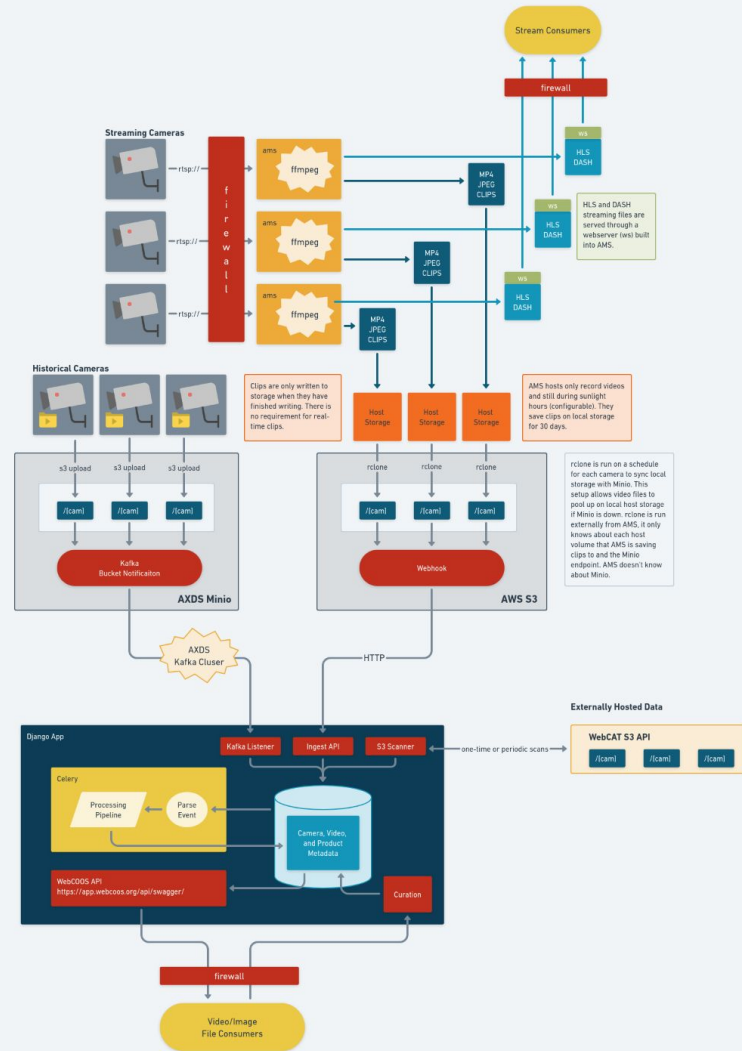 Stream Consumers
firewall
Streaming Cameras
rtsp://
rtsp://
rtsp://
firewall
ams
ffmpeg
ams
ffmpeg
ams
ffmpeg
MP4
JPEG
CLIPS
MP4
JPEG
CLIPS
MP4
JPEG
CLIPS
ws
HLS
DASH
ws
HLS
DASH
ws
HLS
DASH
HLS and DASH
streaming files are
served through a
webserver (ws) built
into AMS.
Historical Cameras
Clips are only written to
storage when they have
finished writing. There is
no requirement for real-
time clips.
Host
Storage
Host
Storage
Host
Storage
AMS hosts only record videos
and still during sunlight
hours (configurable). They
save clips on local storage
for 30 days.
s3 upload
s3 upload
s3 upload
/{cam}
/{cam}
/{cam}
Kafka
Bucket Notificaiton
AXDS Minio
rclone
rclone
rclone
/{cam}
/{cam}
/{cam}
Webhook
AWS S3
rclone is run on a schedule
for each camera to sync local
storage with Minio. This
setup allows video files to
pool up on local host storage
if Minio is down. rclone is run
externally from AMS, it only
knows about each host
volume that AMS is saving
clips to and the Minio
endpoint. AMS doesn't know
about Minio.
AXDS
Kafka Cluser
HTTP
Externally Hosted Data
WebCAT S3 API
/{cam}
/{cam}
/{cam}
one-time or periodic scans
Django App
Kafka Listener
Ingest API
S3 Scanner
Celery
Processing
Pipeline
Parse
Event
Camera, Video,
and Product
Metadata
WebCOOS API
https://app.webcoos.org/api/swagger/
Curation
firewall
Video/Image
File Consumers